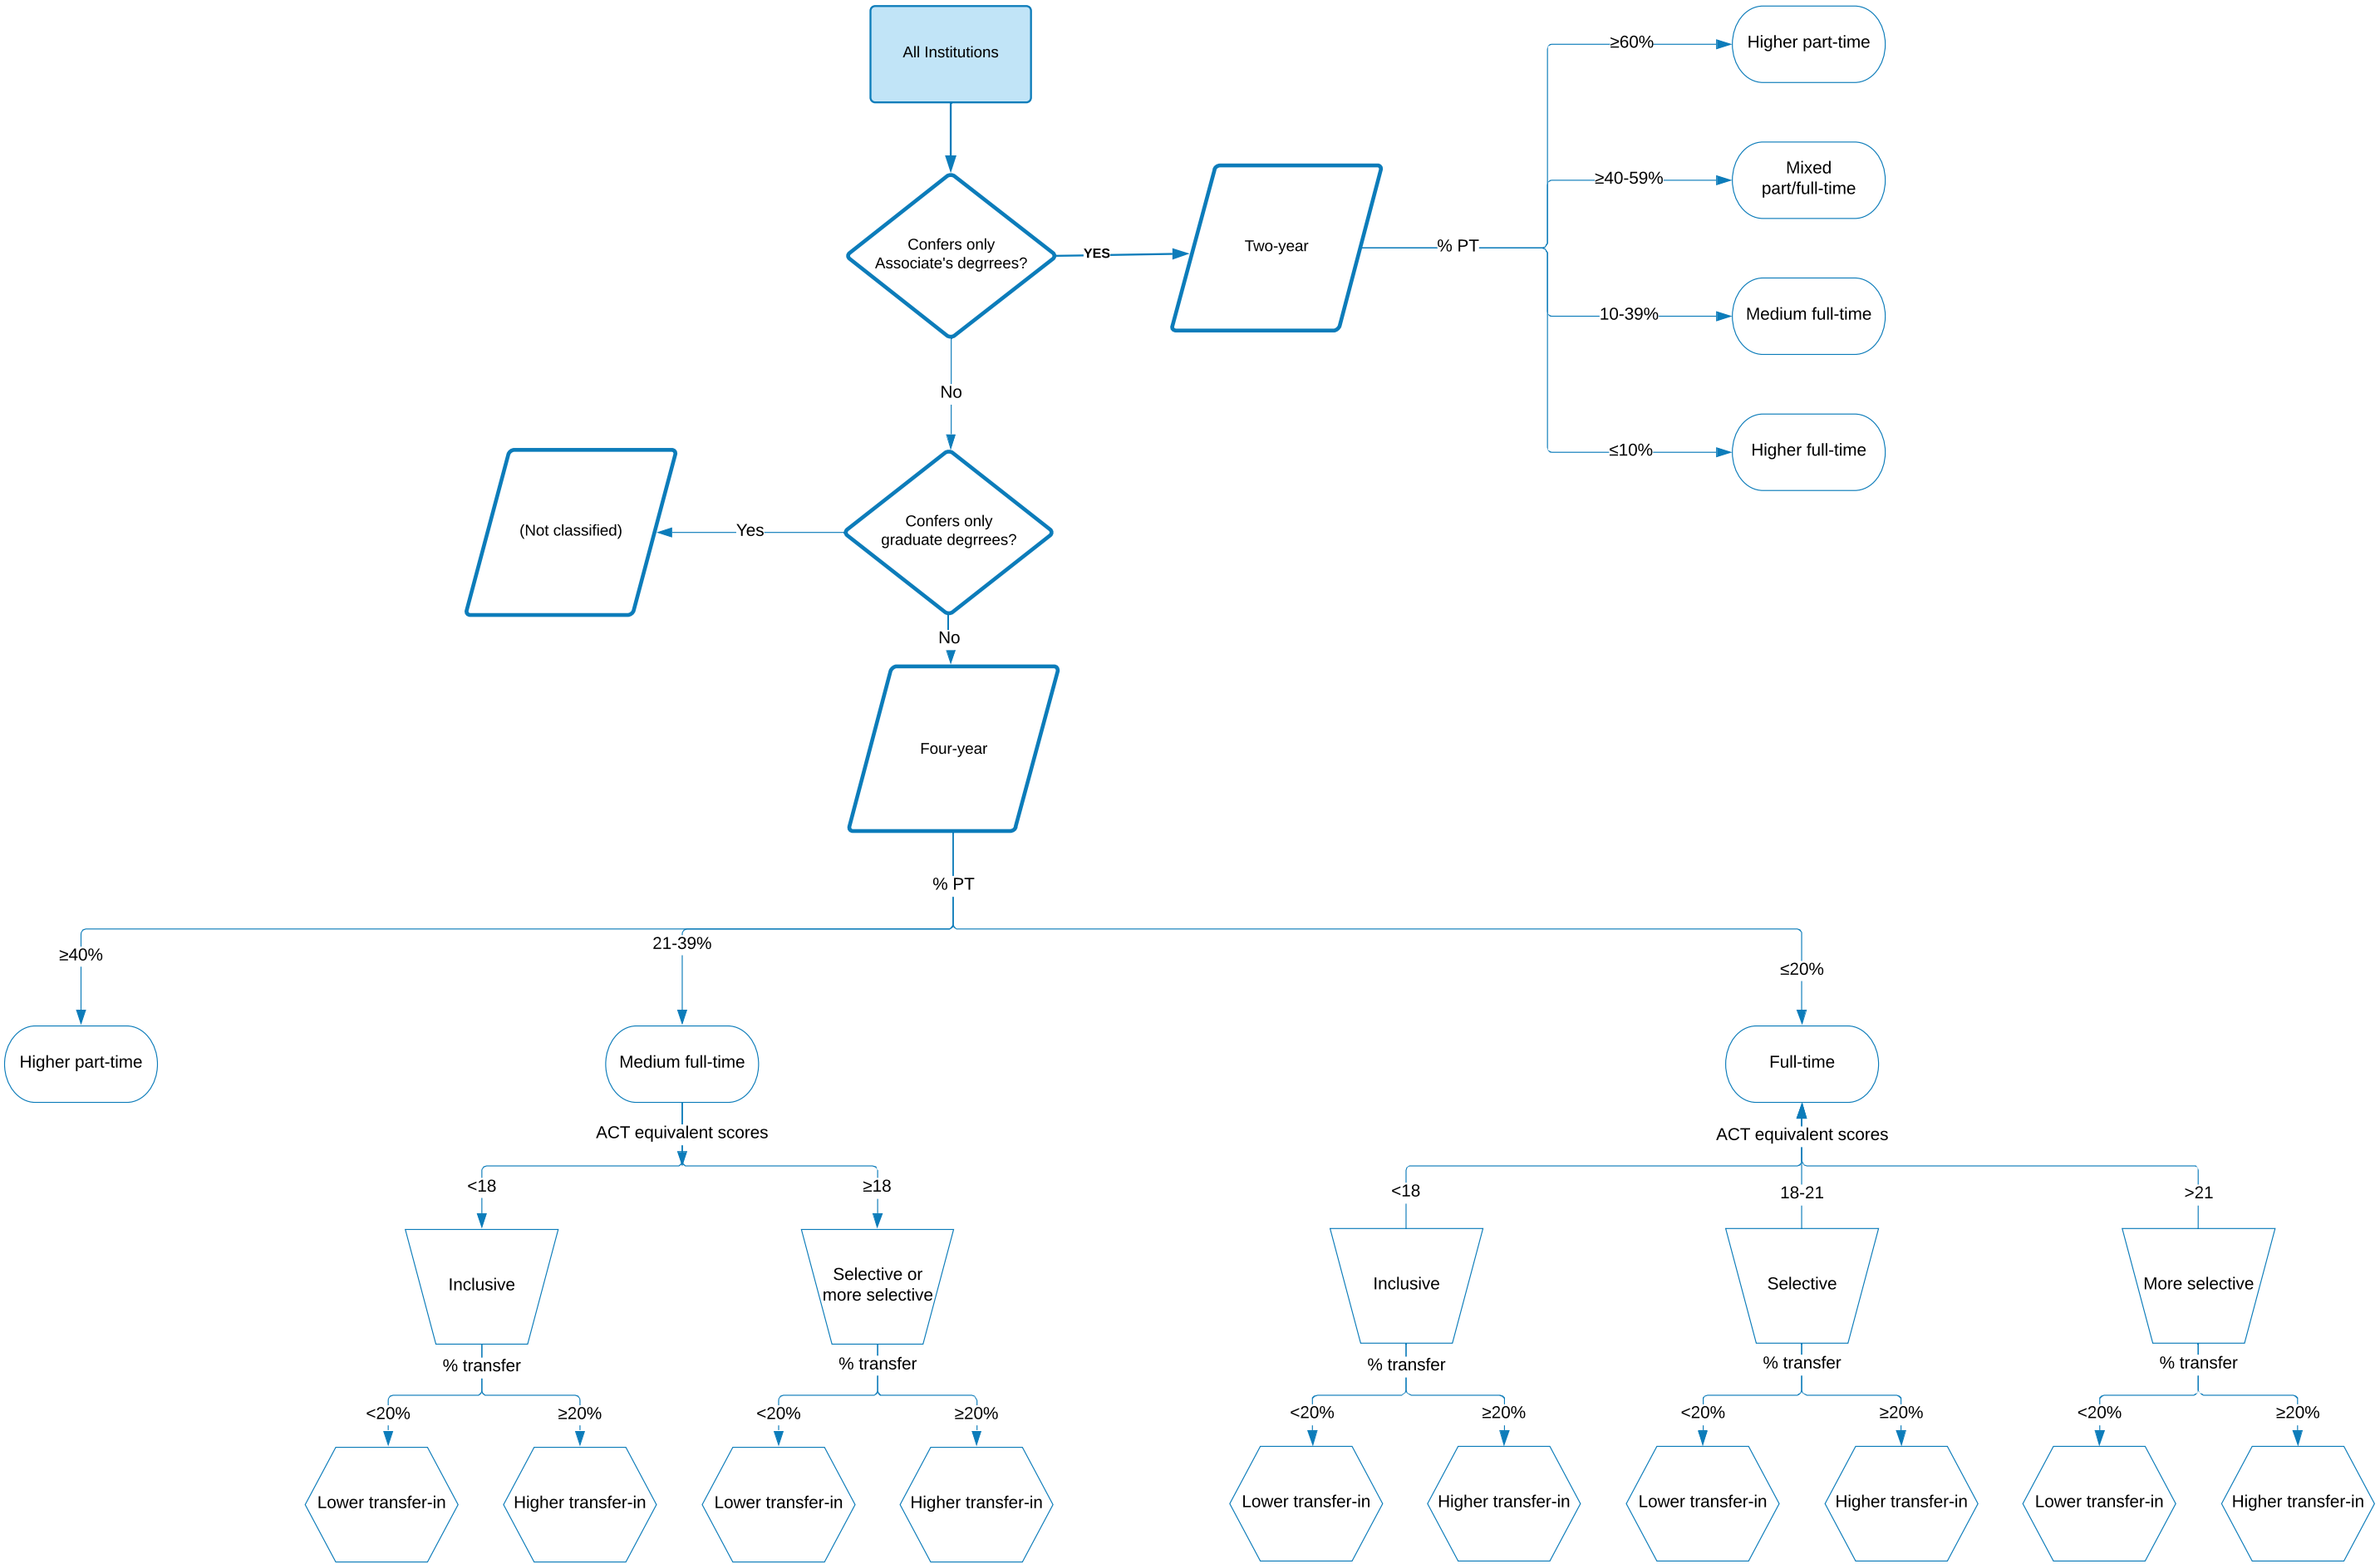 All Institutions
≥60%
Higher part-time
≥40-59%
Mixed
part/full-time
Confers only
Associate's degrrees?
YES
Two-year
% PT
10-39%
Medium full-time
No
≤10%
Higher full-time
(Not classified)
Yes
Confers only
graduate degrrees?
No
Four-year
% PT
≥40%
21-39%
≤20%
Higher part-time
Medium full-time
Full-time
ACT equivalent scores
ACT equivalent scores
<18
≥18
<18
18-21
>21
Inclusive
Selective or
more selective
Inclusive
Selective
More selective
% transfer
% transfer
% transfer
% transfer
% transfer
<20%
≥20%
<20%
≥20%
<20%
≥20%
<20%
≥20%
<20%
≥20%
Lower transfer-in
Higher transfer-in
Lower transfer-in
Higher transfer-in
Lower transfer-in
Higher transfer-in
Lower transfer-in
Higher transfer-in
Lower transfer-in
Higher transfer-in